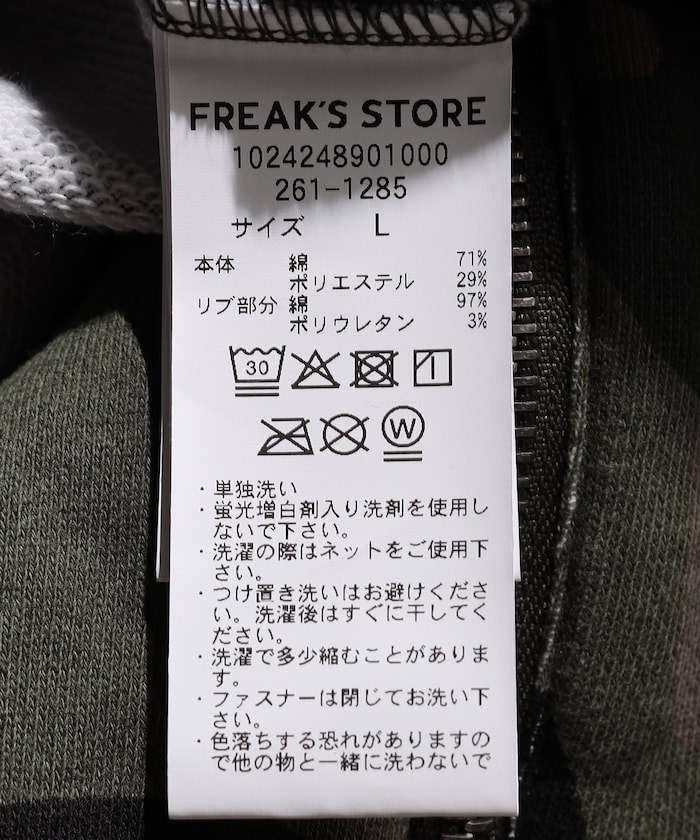 FREAK'S STORE
1024248901000
261-1285
サイズ L
本体 綿 71%
ポリエステル 29%
リブ部分 綿 97%
ポリウレタン 3%
30
W
・単独洗い
・蛍光増白剤入り洗剤を使用し
ないで下さい。
・洗濯の際はネットをご使用下
さい。
・つけ置き洗いはお避けくださ
い。洗濯後はすぐに干してく
ださい。
・洗濯で多少縮むことがありま
す。
・ファスナーは閉じてお洗い下
さい。
・色落ちする恐れがありますの
で他の物と一緒に洗わないで